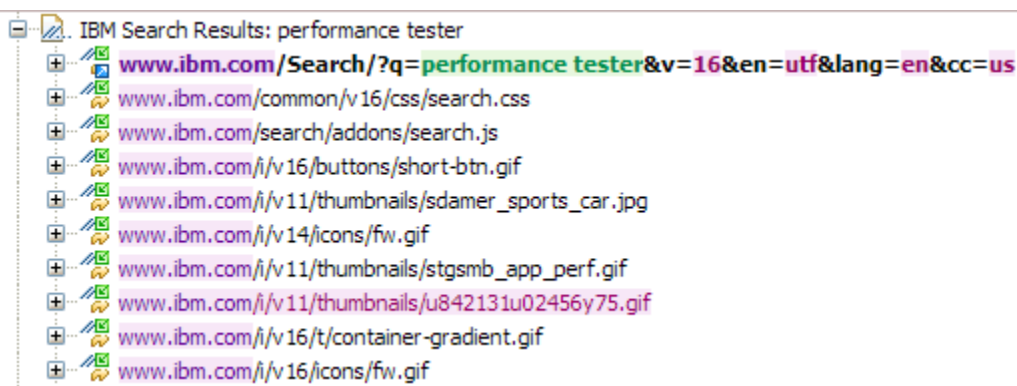 IBM Search Results: performance tester
www.ibm.com/Search/?q=performance tester&v=16&en=utf&lang=en&cc=us
www.ibm.com/common/v16/css/search.css
www.ibm.com/search/addons/search.js
www.ibm.com/i/v16/buttons/short-btn.gif
www.ibm.com/i/v11/thumbnails/sdamer_sports_car.jpg
www.ibm.com/i/v14/icons/fw.gif
www.ibm.com/i/v11/thumbnails/stgsmb_app_perf.gif
www.ibm.com/i/v11/thumbnails/u842131u02456y75.gif
www.ibm.com/i/v16/t/container-gradient.gif
www.ibm.com/i/v16/icons/fw.gif